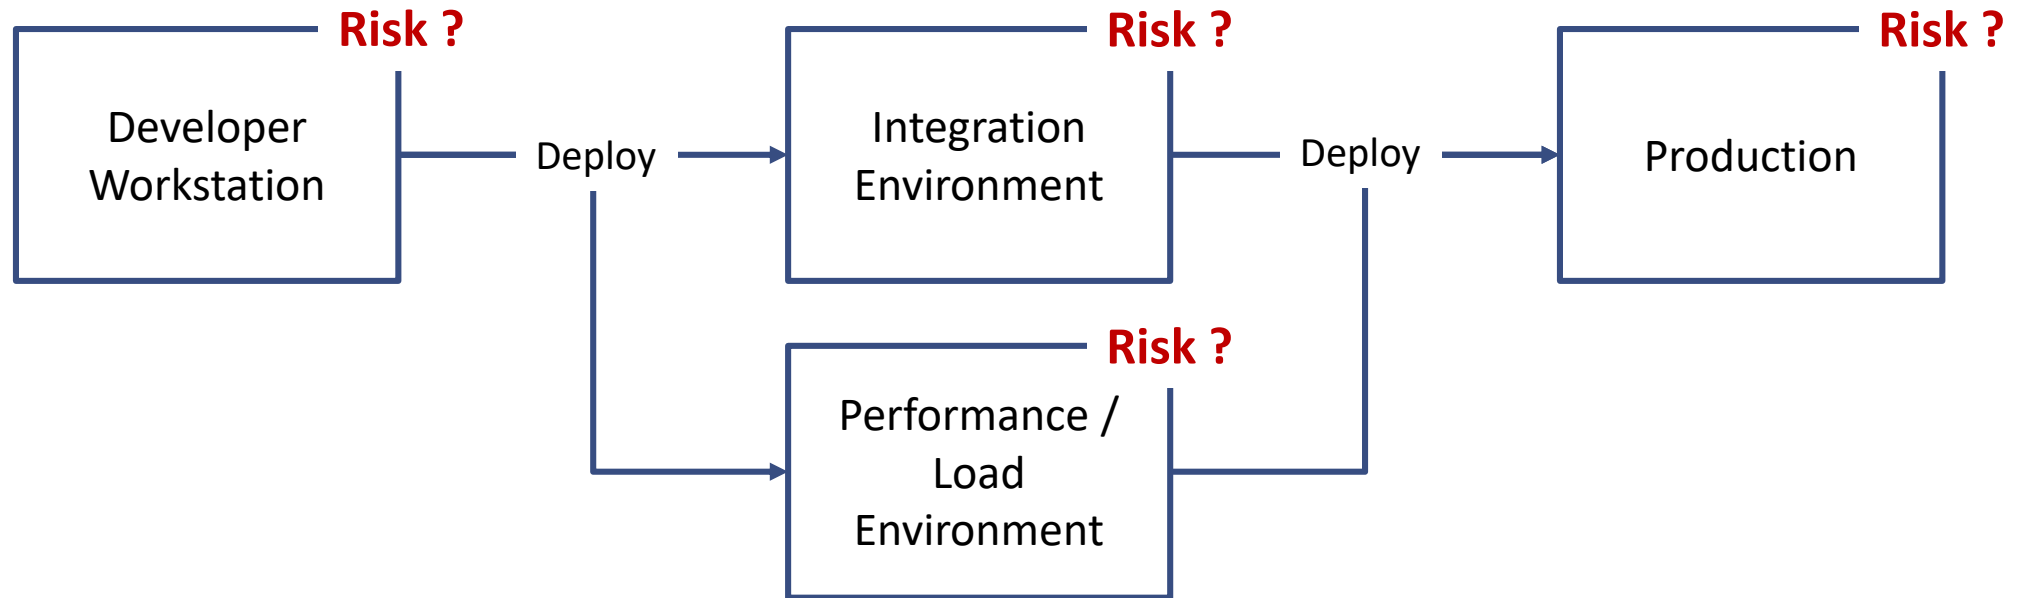 Risk ?
Developer
Workstation
Deploy
Risk ?
Integration
Environment
Deploy
Risk ?
Production
Risk ?
Performance /
Load
Environment